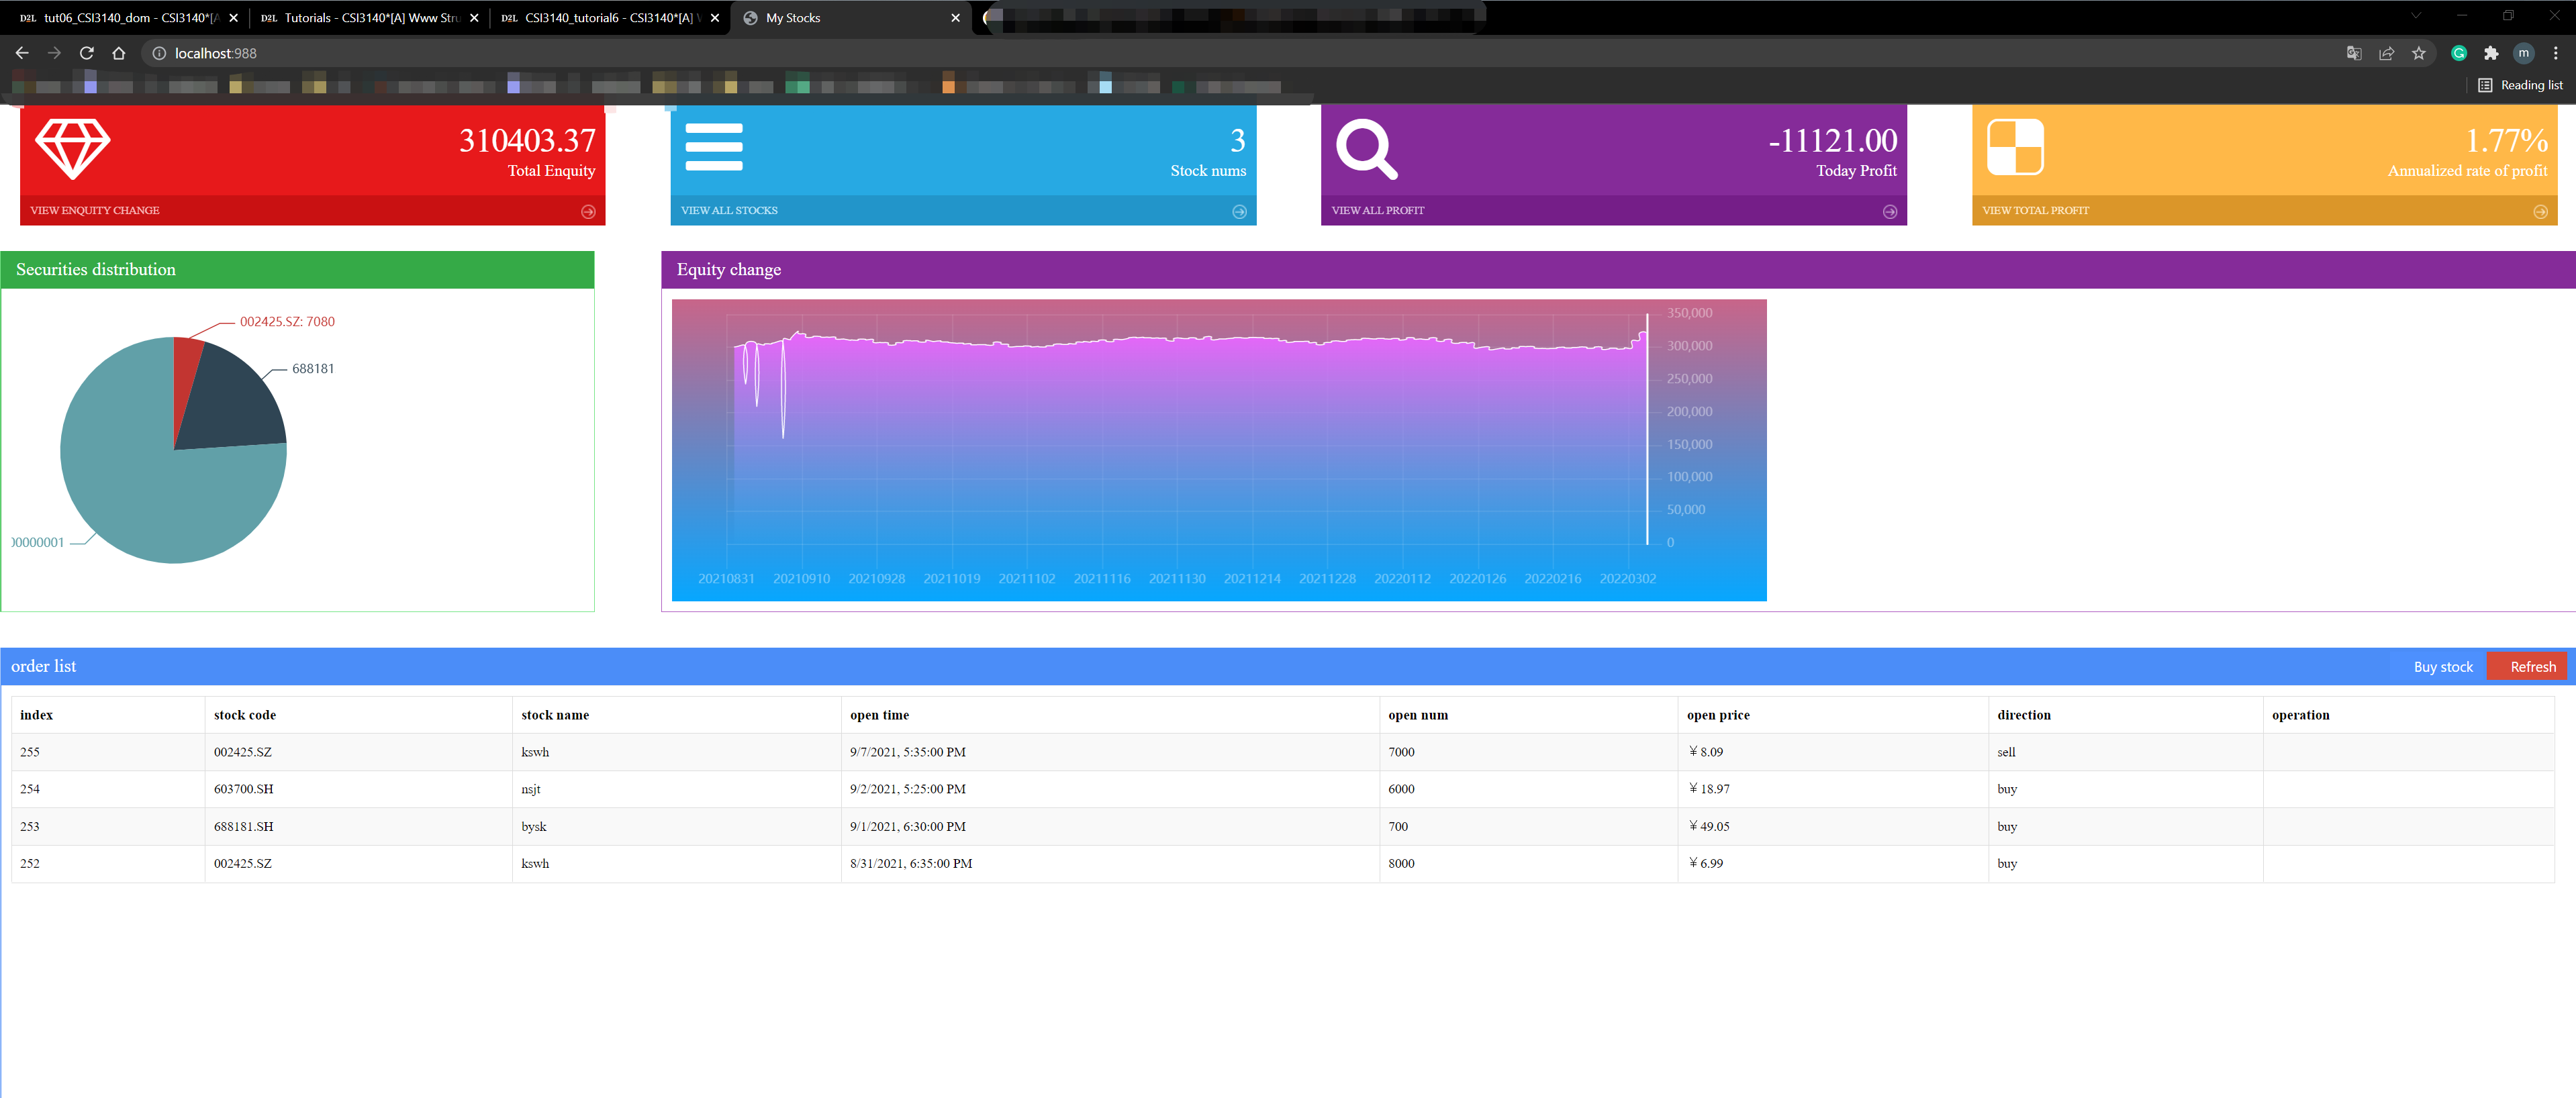 tut06_CSI3140_dom - CSI3140*[A
Tutorials - CSI3140*[A] Www Stru
CSI3140_tutorial6 - CSI3140*[A] W
My Stocks
localhost:988
m
Reading list
310403.37
Total Enquity
VIEW ENQUITY CHANGE
3
Stock nums
VIEW ALL STOCKS
-11121.00
Today Profit
VIEW ALL PROFIT
1.77%
Annualized rate of profit
VIEW TOTAL PROFIT
Securities distribution
002425.SZ: 7080
688181
00000001
Equity change
350,000
300,000
250,000
200,000
150,000
100,000
50,000
0
20210831 20210910 20210928 20211019 20211102 20211116 20211130 20211214 20211228 20220112 20220126 20220216 20220302
order list
Buy stock
Refresh
index stock code stock name open time open num open price direction operation
255 002425.SZ kswh 9/7/2021, 5:35:00 PM 7000 ￥8.09 sell
254 603700.SH nsjt 9/2/2021, 5:25:00 PM 6000 ￥18.97 buy
253 688181.SH bysk 9/1/2021, 6:30:00 PM 700 ￥49.05 buy
252 002425.SZ kswh 8/31/2021, 6:35:00 PM 8000 ￥6.99 buy